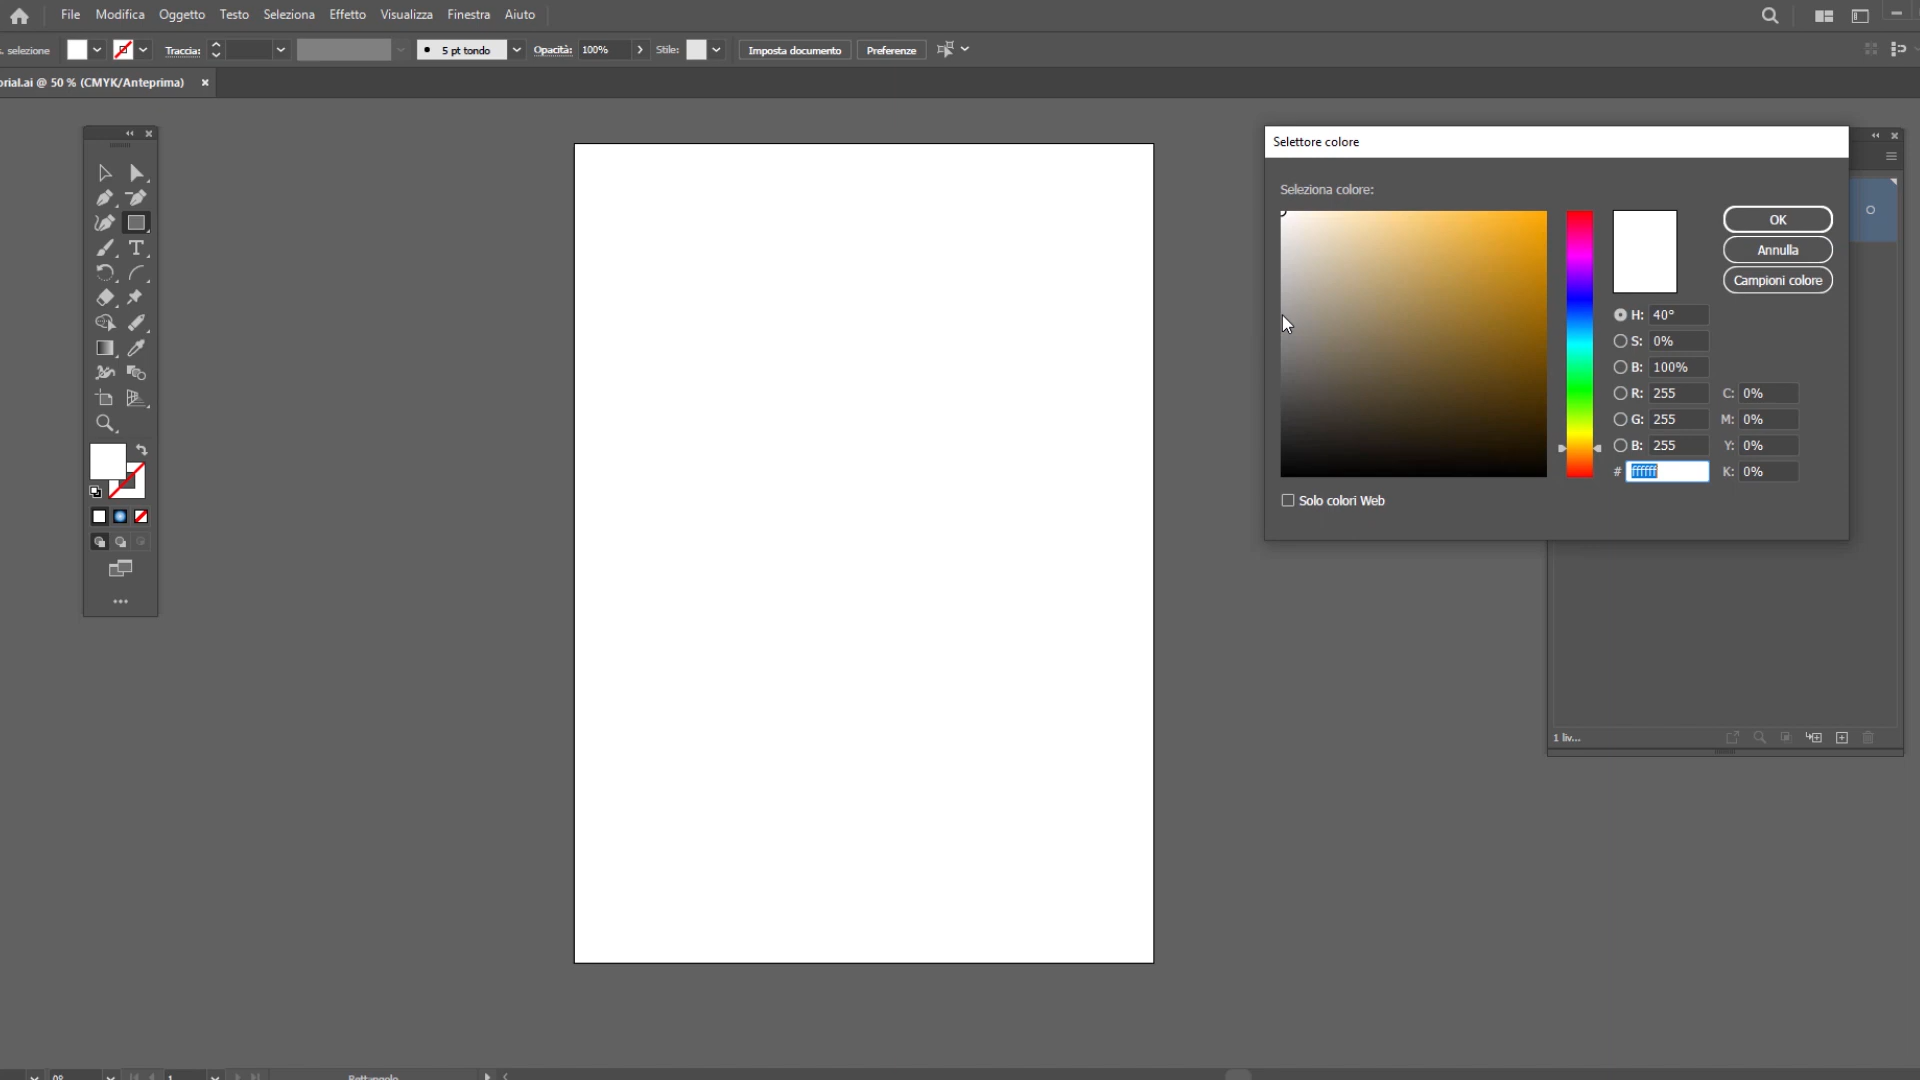 File Modifica Oggetto Testo Seleziona Effetto Visualizza Finestra Aiuto
. selezione Traccia: 5 pt tondo Opacità: 100% Stile: Imposta documento Preferenze
orial.ai @ 50 % (CMYK/Anteprima)
Selettore colore
Seleziona colore:
OK
Annulla
Campioni colore
H: 40°
S: 0%
B: 100%
R: 255 C: 0%
G: 255 M: 0%
B: 255 Y: 0%
# ffffff K: 0%
Solo colori Web
1 liv...
0° 1 Rettangolo